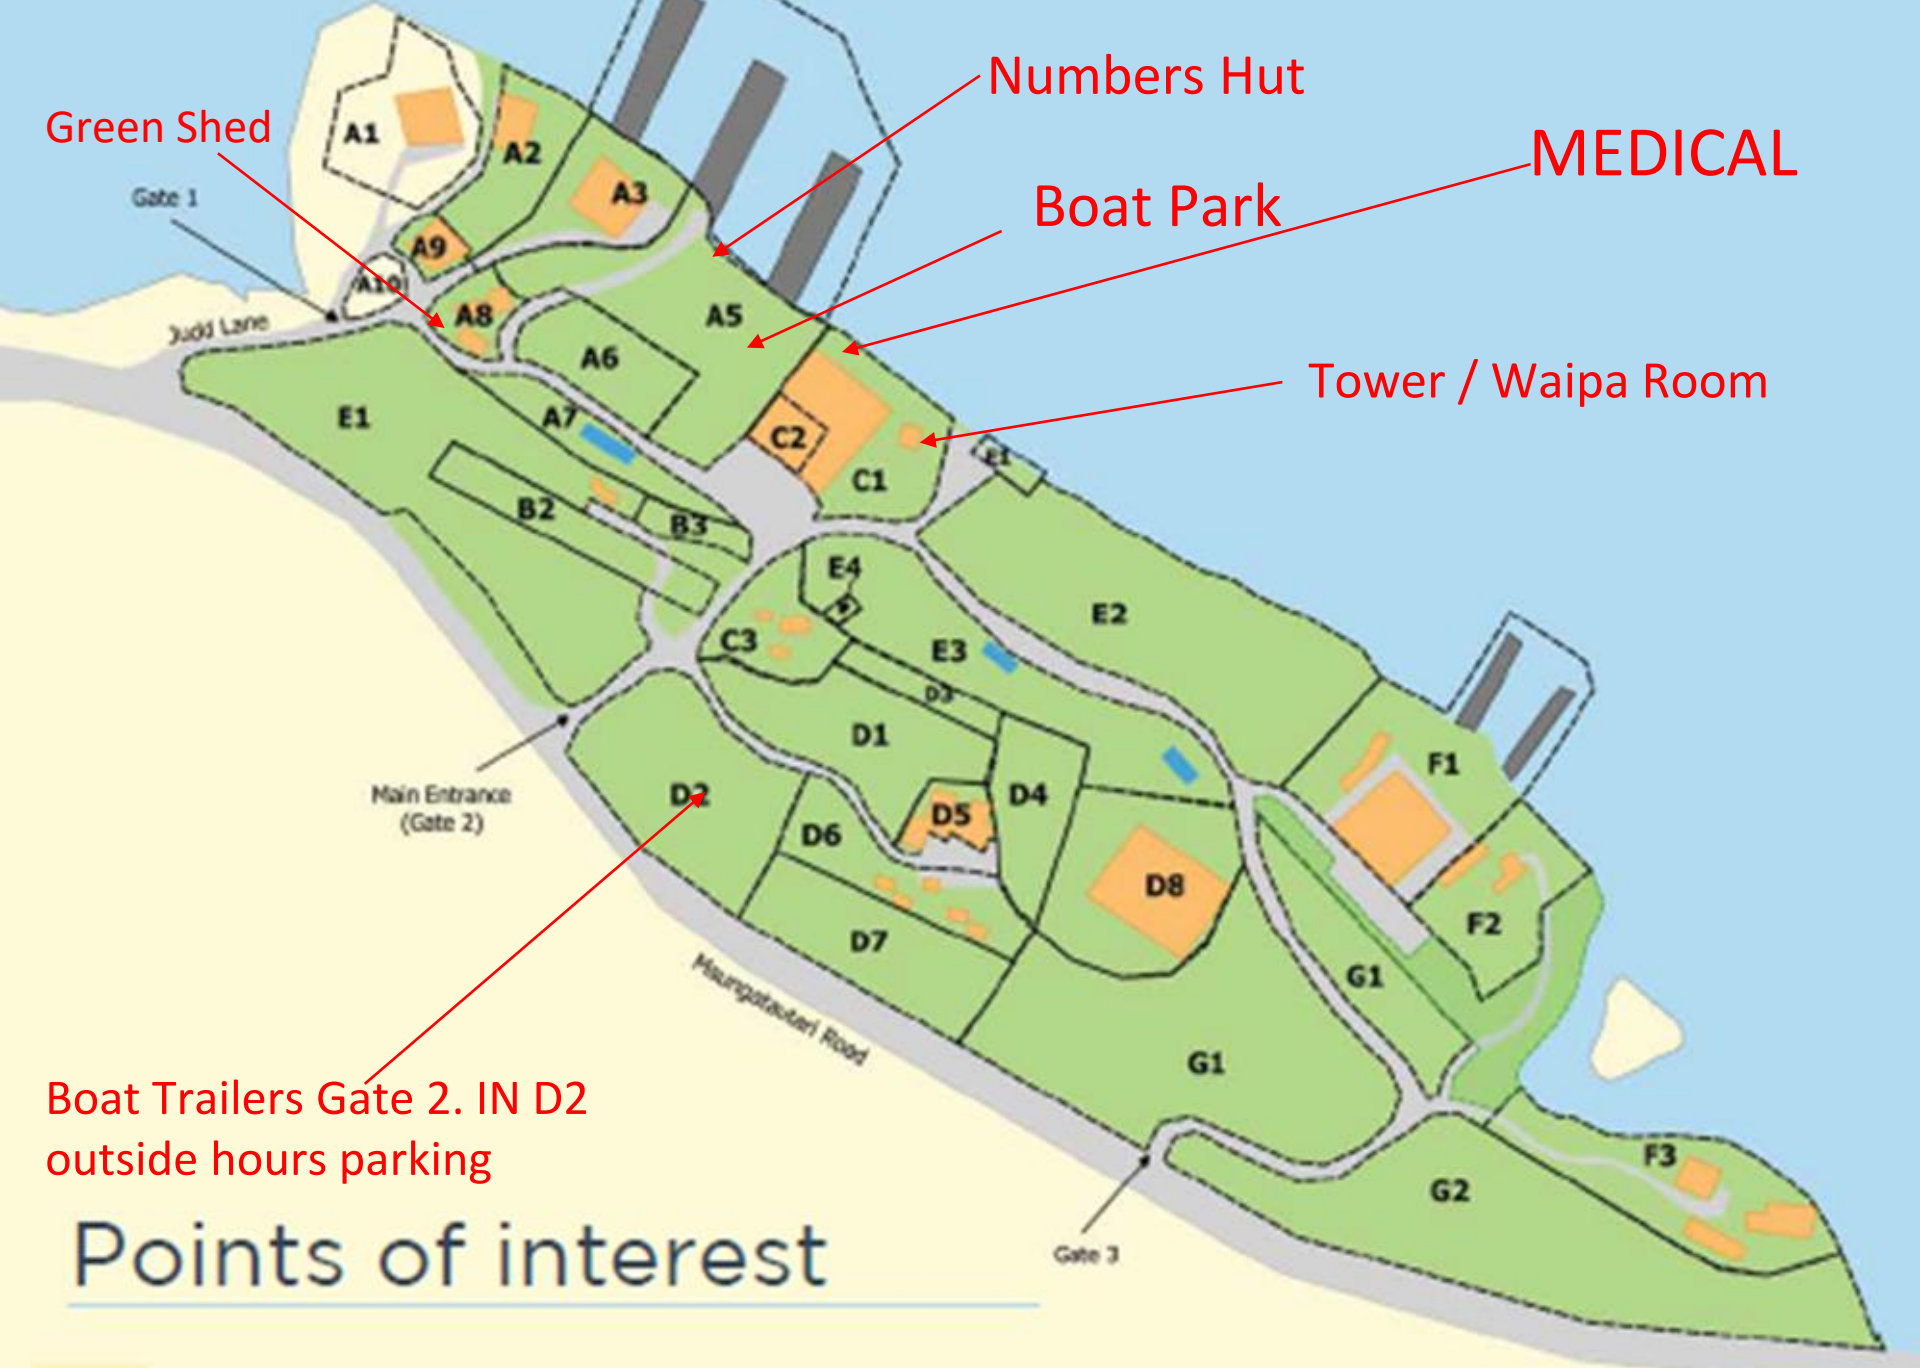 Numbers Hut
Green Shed
A1
MEDICAL
A2
Gate 1
A3
Boat Park
A9
A10
Judd Lane
A8
A5
A6
Tower / Waipa Room
E1
A7
C2
E1
C1
B2
B3
E4
E2
C3
E3
D3
D1
F1
Main Entrance
(Gate 2)
D2
D4
D5
D6
D8
F2
D7
G1
Maungatautari Road
G1
Boat Trailers Gate 2. IN D2
outside hours parking
F3
G2
Points of interest
Gate 3